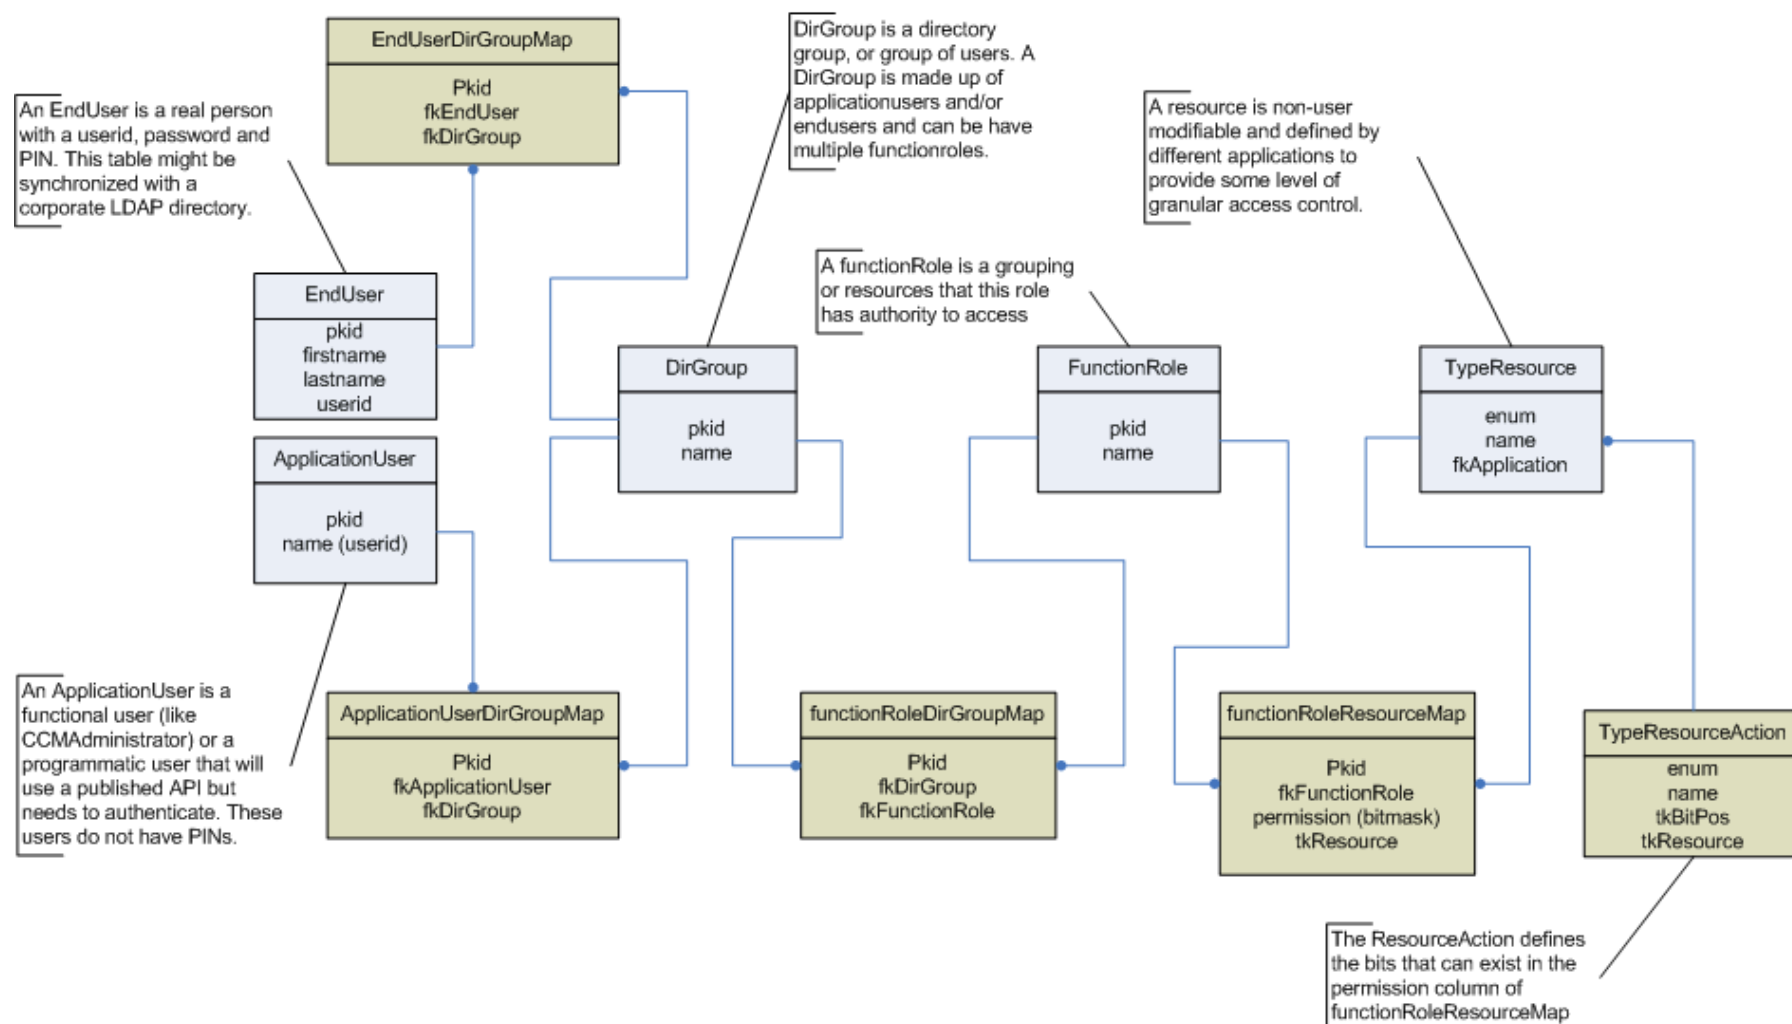 EndUserDirGroupMap
Pkid
fkEndUser
fkDirGroup
DirGroup is a directory
group, or group of users. A
DirGroup is made up of
applicationusers and/or
endusers and can be have
multiple functionroles.
An EndUser is a real person
with a userid, password and
PIN. This table might be
synchronized with a
corporate LDAP directory.
A resource is non-user
modifiable and defined by
different applications to
provide some level of
granular access control.
A functionRole is a grouping
or resources that this role
has authority to access
EndUser
pkid
firstname
lastname
userid
DirGroup
pkid
name
FunctionRole
pkid
name
TypeResource
enum
name
fkApplication
ApplicationUser
pkid
name (userid)
An ApplicationUser is a
functional user (like
CCMAdministrator) or a
programmatic user that will
use a published API but
needs to authenticate. These
users do not have PINs.
ApplicationUserDirGroupMap
Pkid
fkApplicationUser
fkDirGroup
functionRoleDirGroupMap
Pkid
fkDirGroup
fkFunctionRole
functionRoleResourceMap
Pkid
fkFunctionRole
permission (bitmask)
tkResource
TypeResourceAction
enum
name
tkBitPos
tkResource
The ResourceAction defines
the bits that can exist in the
permission column of
functionRoleResourceMap